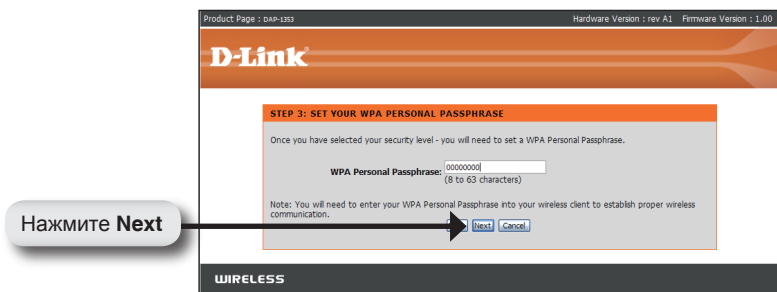 Product Page : DAP-1353 Hardware Version : rev A1 Firmware Version : 1.00
D-Link
STEP 3: SET YOUR WPA PERSONAL PASSPHRASE
Once you have selected your security level - you will need to set a WPA Personal Passphrase.
WPA Personal Passphrase: 00000000
(8 to 63 characters)
Note: You will need to enter your WPA Personal Passphrase into your wireless client to establish proper wireless
communication.
Next Cancel
Нажмите Next
WIRELESS